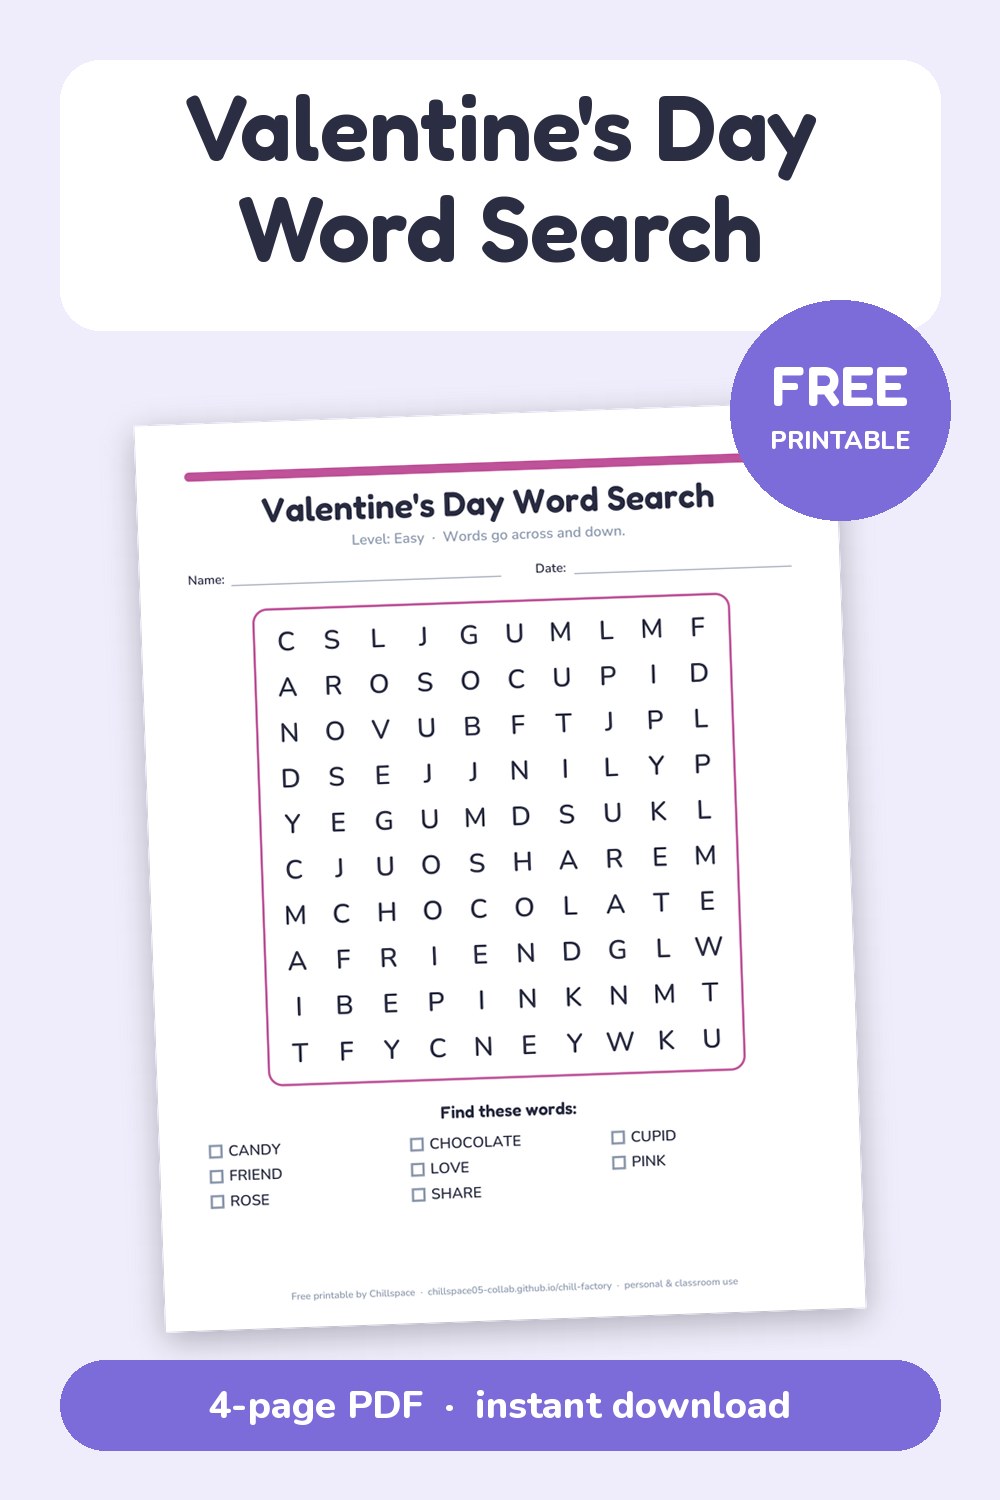 Valentine's Day
Word Search
FREE
PRINTABLE
Valentine's Day Word Search
Level: Easy · Words go across and down.
Name: Date:
C S L J G U M L M F
A R O S O C U P I D
N O V U B F T J P L
D S E J J N I L Y P
Y E G U M D S U K L
C J U O S H A R E M
M C H O C O L A T E
A F R I E N D G L W
I B E P I N K N M T
T F Y C N E Y W K U
Find these words:
CANDY CHOCOLATE CUPID
FRIEND LOVE PINK
ROSE SHARE
Free printable by Chillspace · chillspace05-collab.github.io/chill-factory · personal & classroom use
4-page PDF · instant download